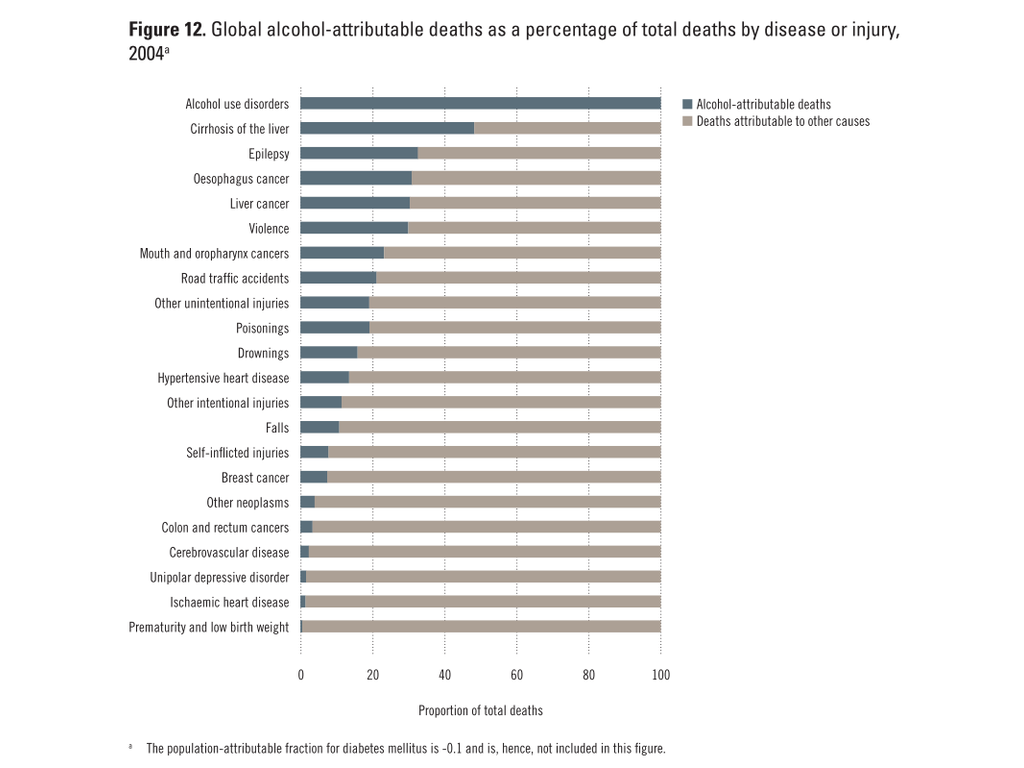 Figure 12. Global alcohol-attributable deaths as a percentage of total deaths by disease or injury,
2004ᵃ
Alcohol use disorders
Cirrhosis of the liver
Epilepsy
Oesophagus cancer
Liver cancer
Violence
Mouth and oropharynx cancers
Road traffic accidents
Other unintentional injuries
Poisonings
Drownings
Hypertensive heart disease
Other intentional injuries
Falls
Self-inflicted injuries
Breast cancer
Other neoplasms
Colon and rectum cancers
Cerebrovascular disease
Unipolar depressive disorder
Ischaemic heart disease
Prematurity and low birth weight
Alcohol-attributable deaths
Deaths attributable to other causes
0 20 40 60 80 100
Proportion of total deaths
ᵃ The population-attributable fraction for diabetes mellitus is -0.1 and is, hence, not included in this figure.